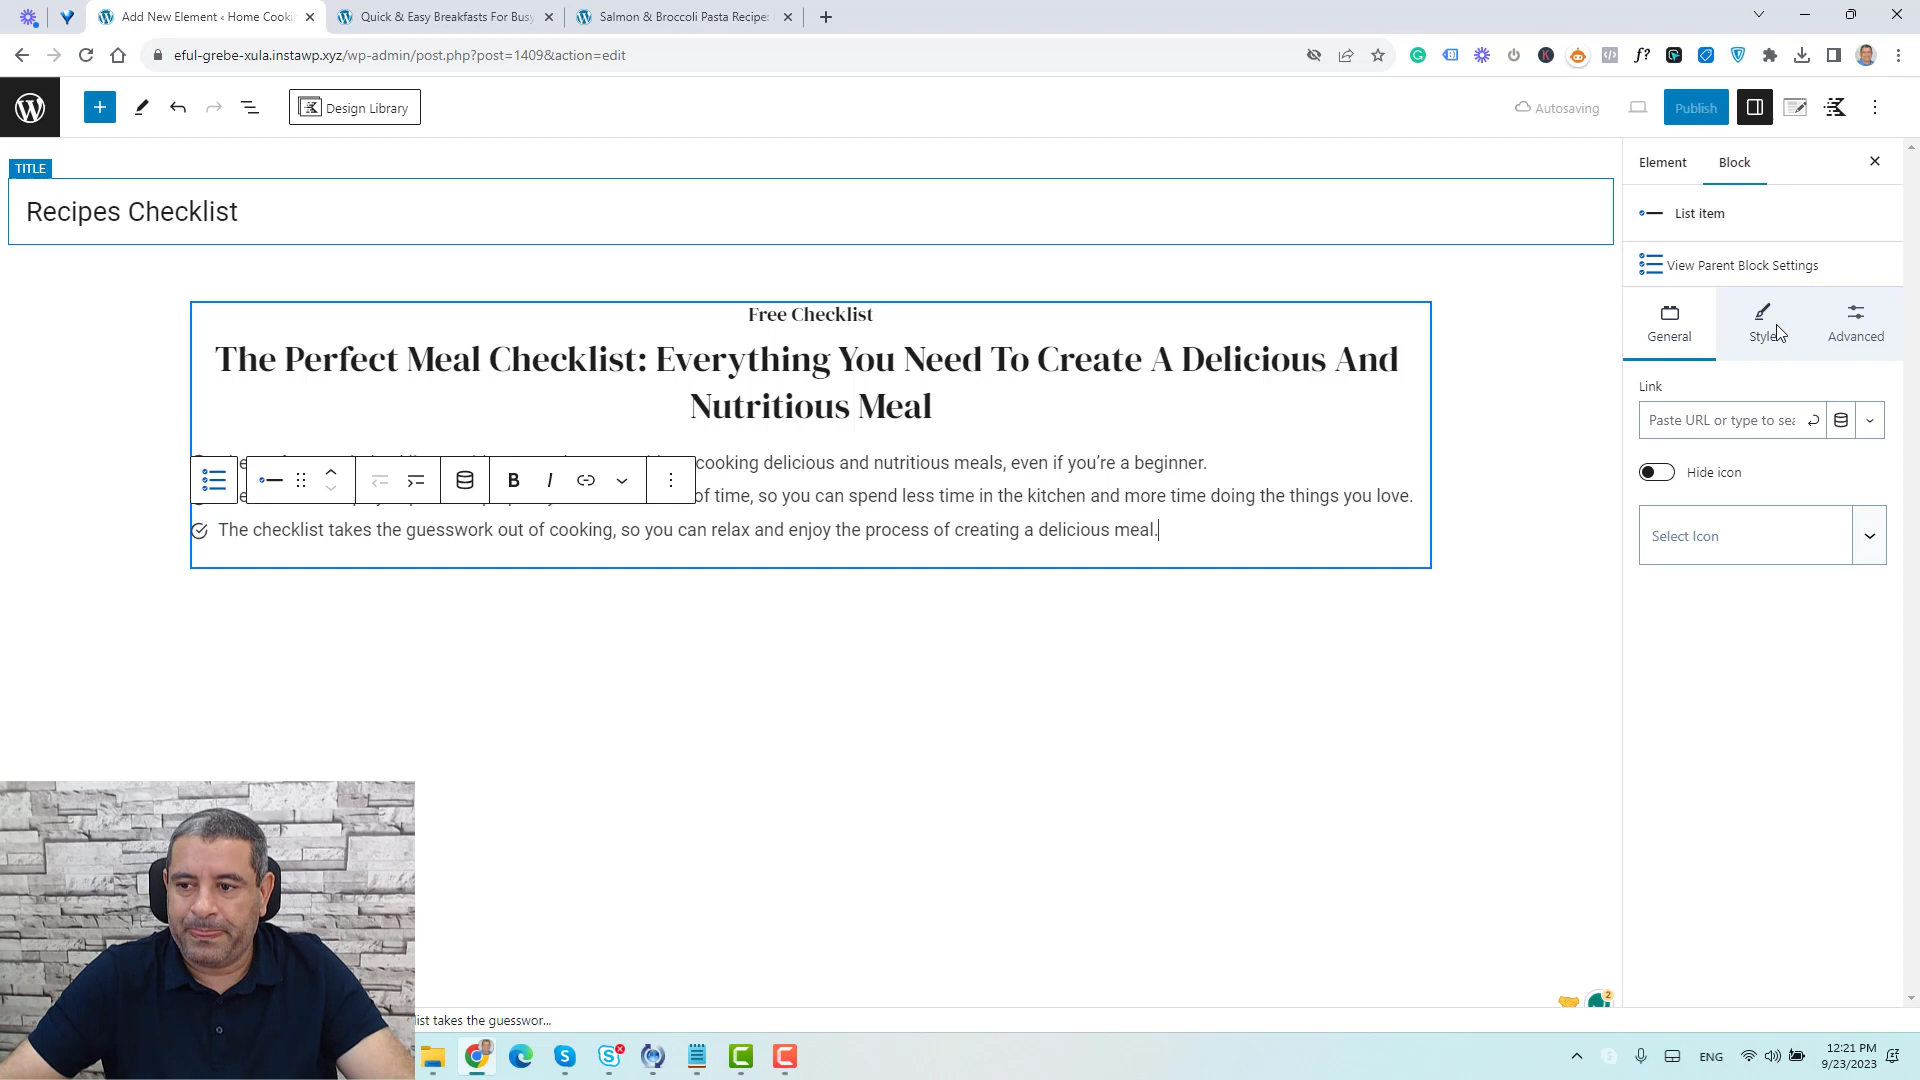 Add New Element ‹ Home Cooki
Quick & Easy Breakfasts For Busy
Salmon & Broccoli Pasta Recipe:
eful-grebe-xula.instawp.xyz/wp-admin/post.php?post=1409&action=edit
Design Library
Autosaving
Publish
TITLE
Recipes Checklist
Free Checklist
The Perfect Meal Checklist: Everything You Need To Create A Delicious And
Nutritious Meal
cooking delicious and nutritious meals, even if you're a beginner.
of time, so you can spend less time in the kitchen and more time doing the things you love.
The checklist takes the guesswork out of cooking, so you can relax and enjoy the process of creating a delicious meal.
B I
Element
Block
List item
View Parent Block Settings
General
Style
Advanced
Link
Paste URL or type to sea
Hide icon
Select Icon
2
ist takes the guesswor...
ENG
12:21 PM
9/23/2023